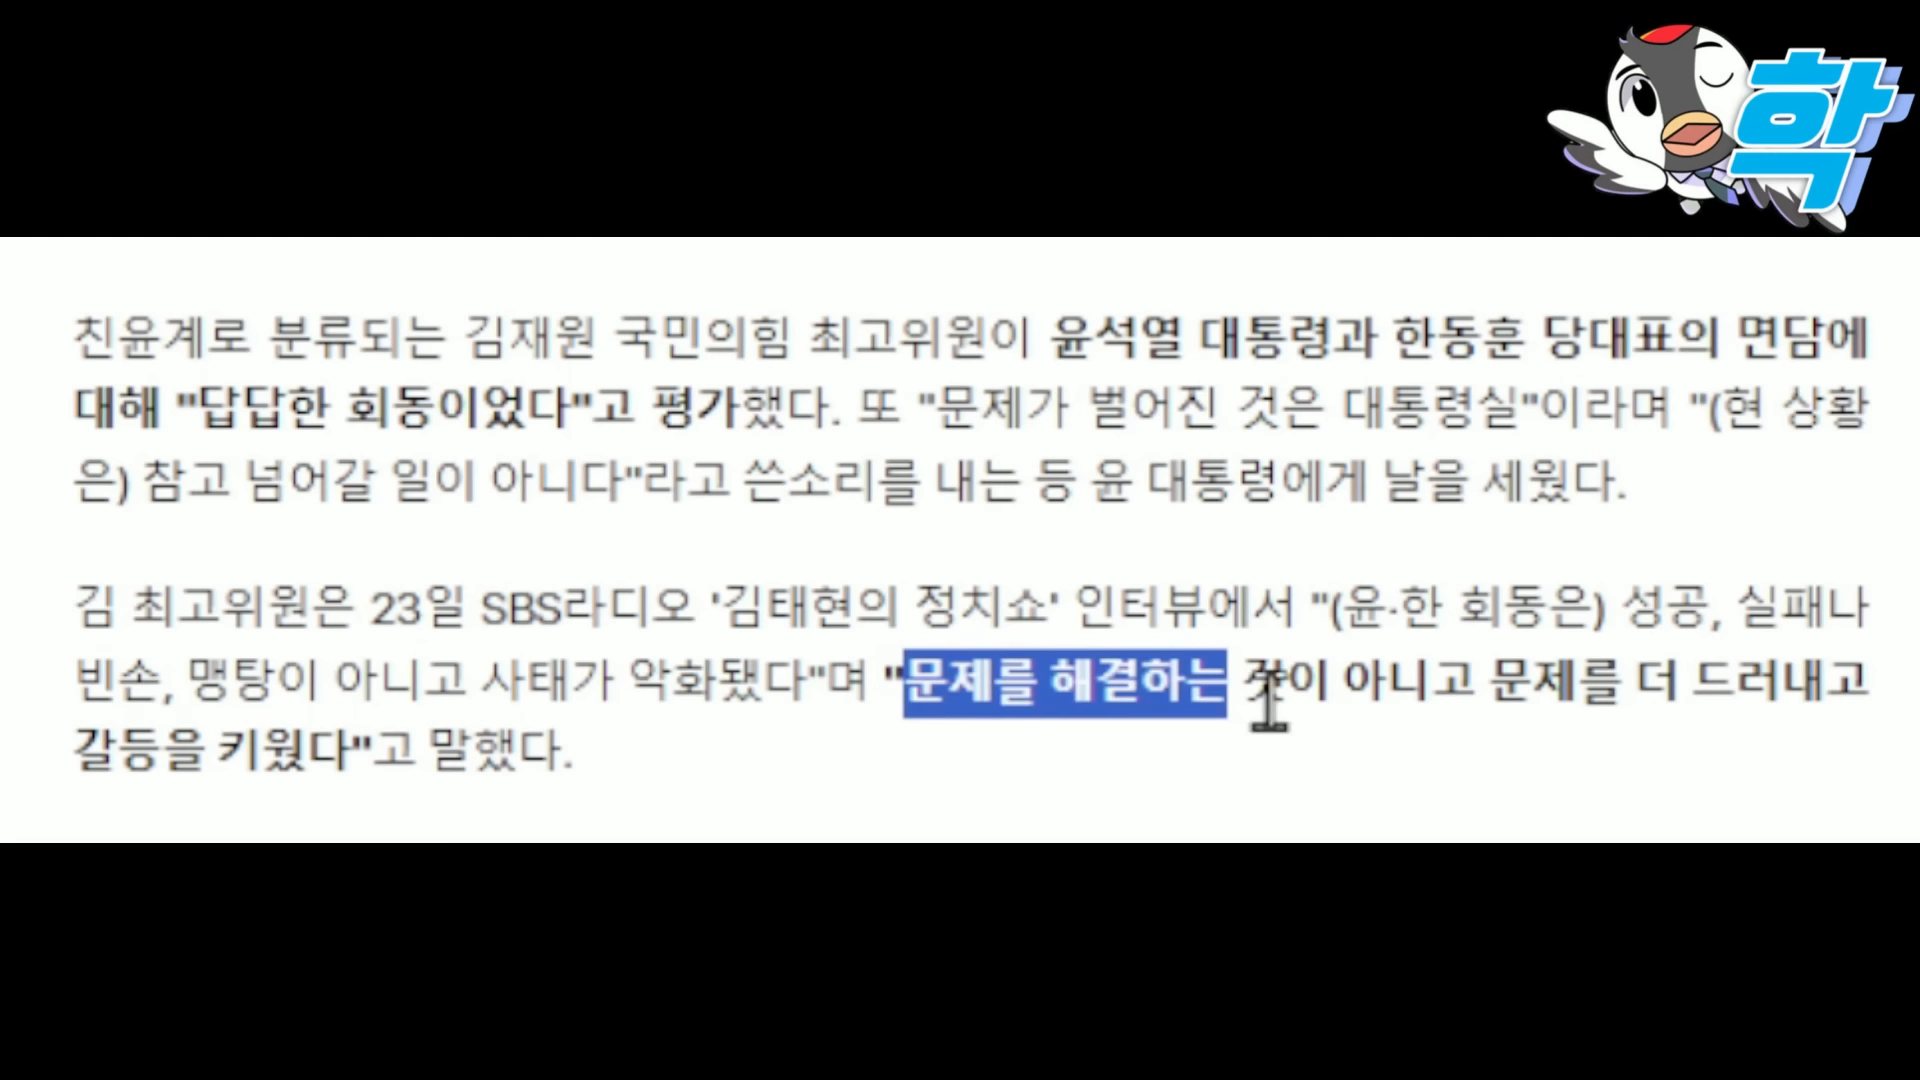 학
친윤계로 분류되는 김재원 국민의힘 최고위원이 윤석열 대통령과 한동훈 당대표의 면담에
대해 "답답한 회동이었다"고 평가했다. 또 "문제가 벌어진 것은 대통령실"이라며 "(현 상황
은) 참고 넘어갈 일이 아니다"라고 쓴소리를 내는 등 윤 대통령에게 날을 세웠다.
김 최고위원은 23일 SBS라디오 '김태현의 정치쇼' 인터뷰에서 "(윤·한 회동은) 성공, 실패나
빈손, 맹탕이 아니고 사태가 악화됐다"며 "문제를 해결하는 것이 아니고 문제를 더 드러내고
갈등을 키웠다"고 말했다.